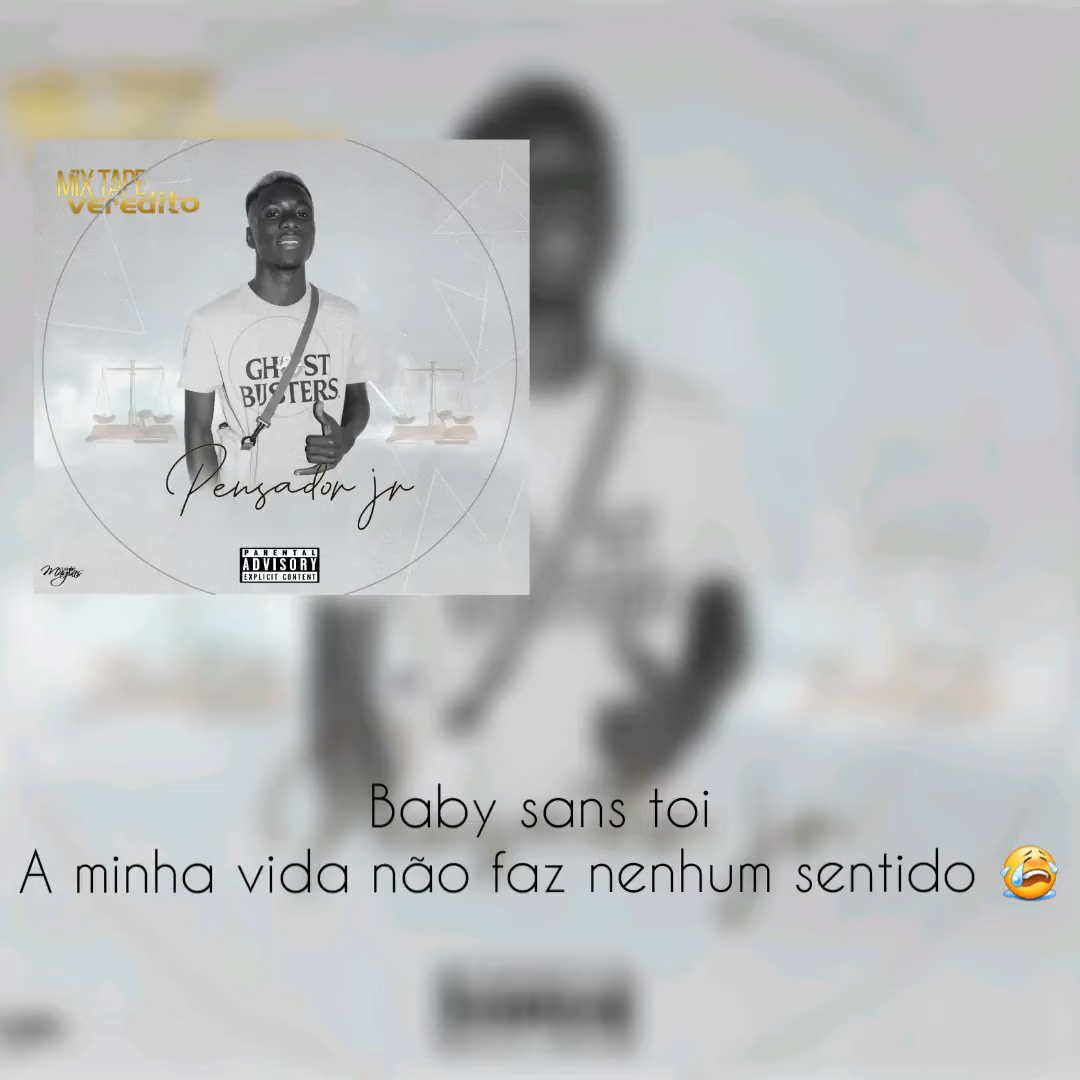 MIX TAPE
veredito
GHOST
BUSTERS
Pensador jr
PARENTAL
ADVISORY
EXPLICIT CONTENT
Baby sans toi
A minha vida não faz nenhum sentido 😭